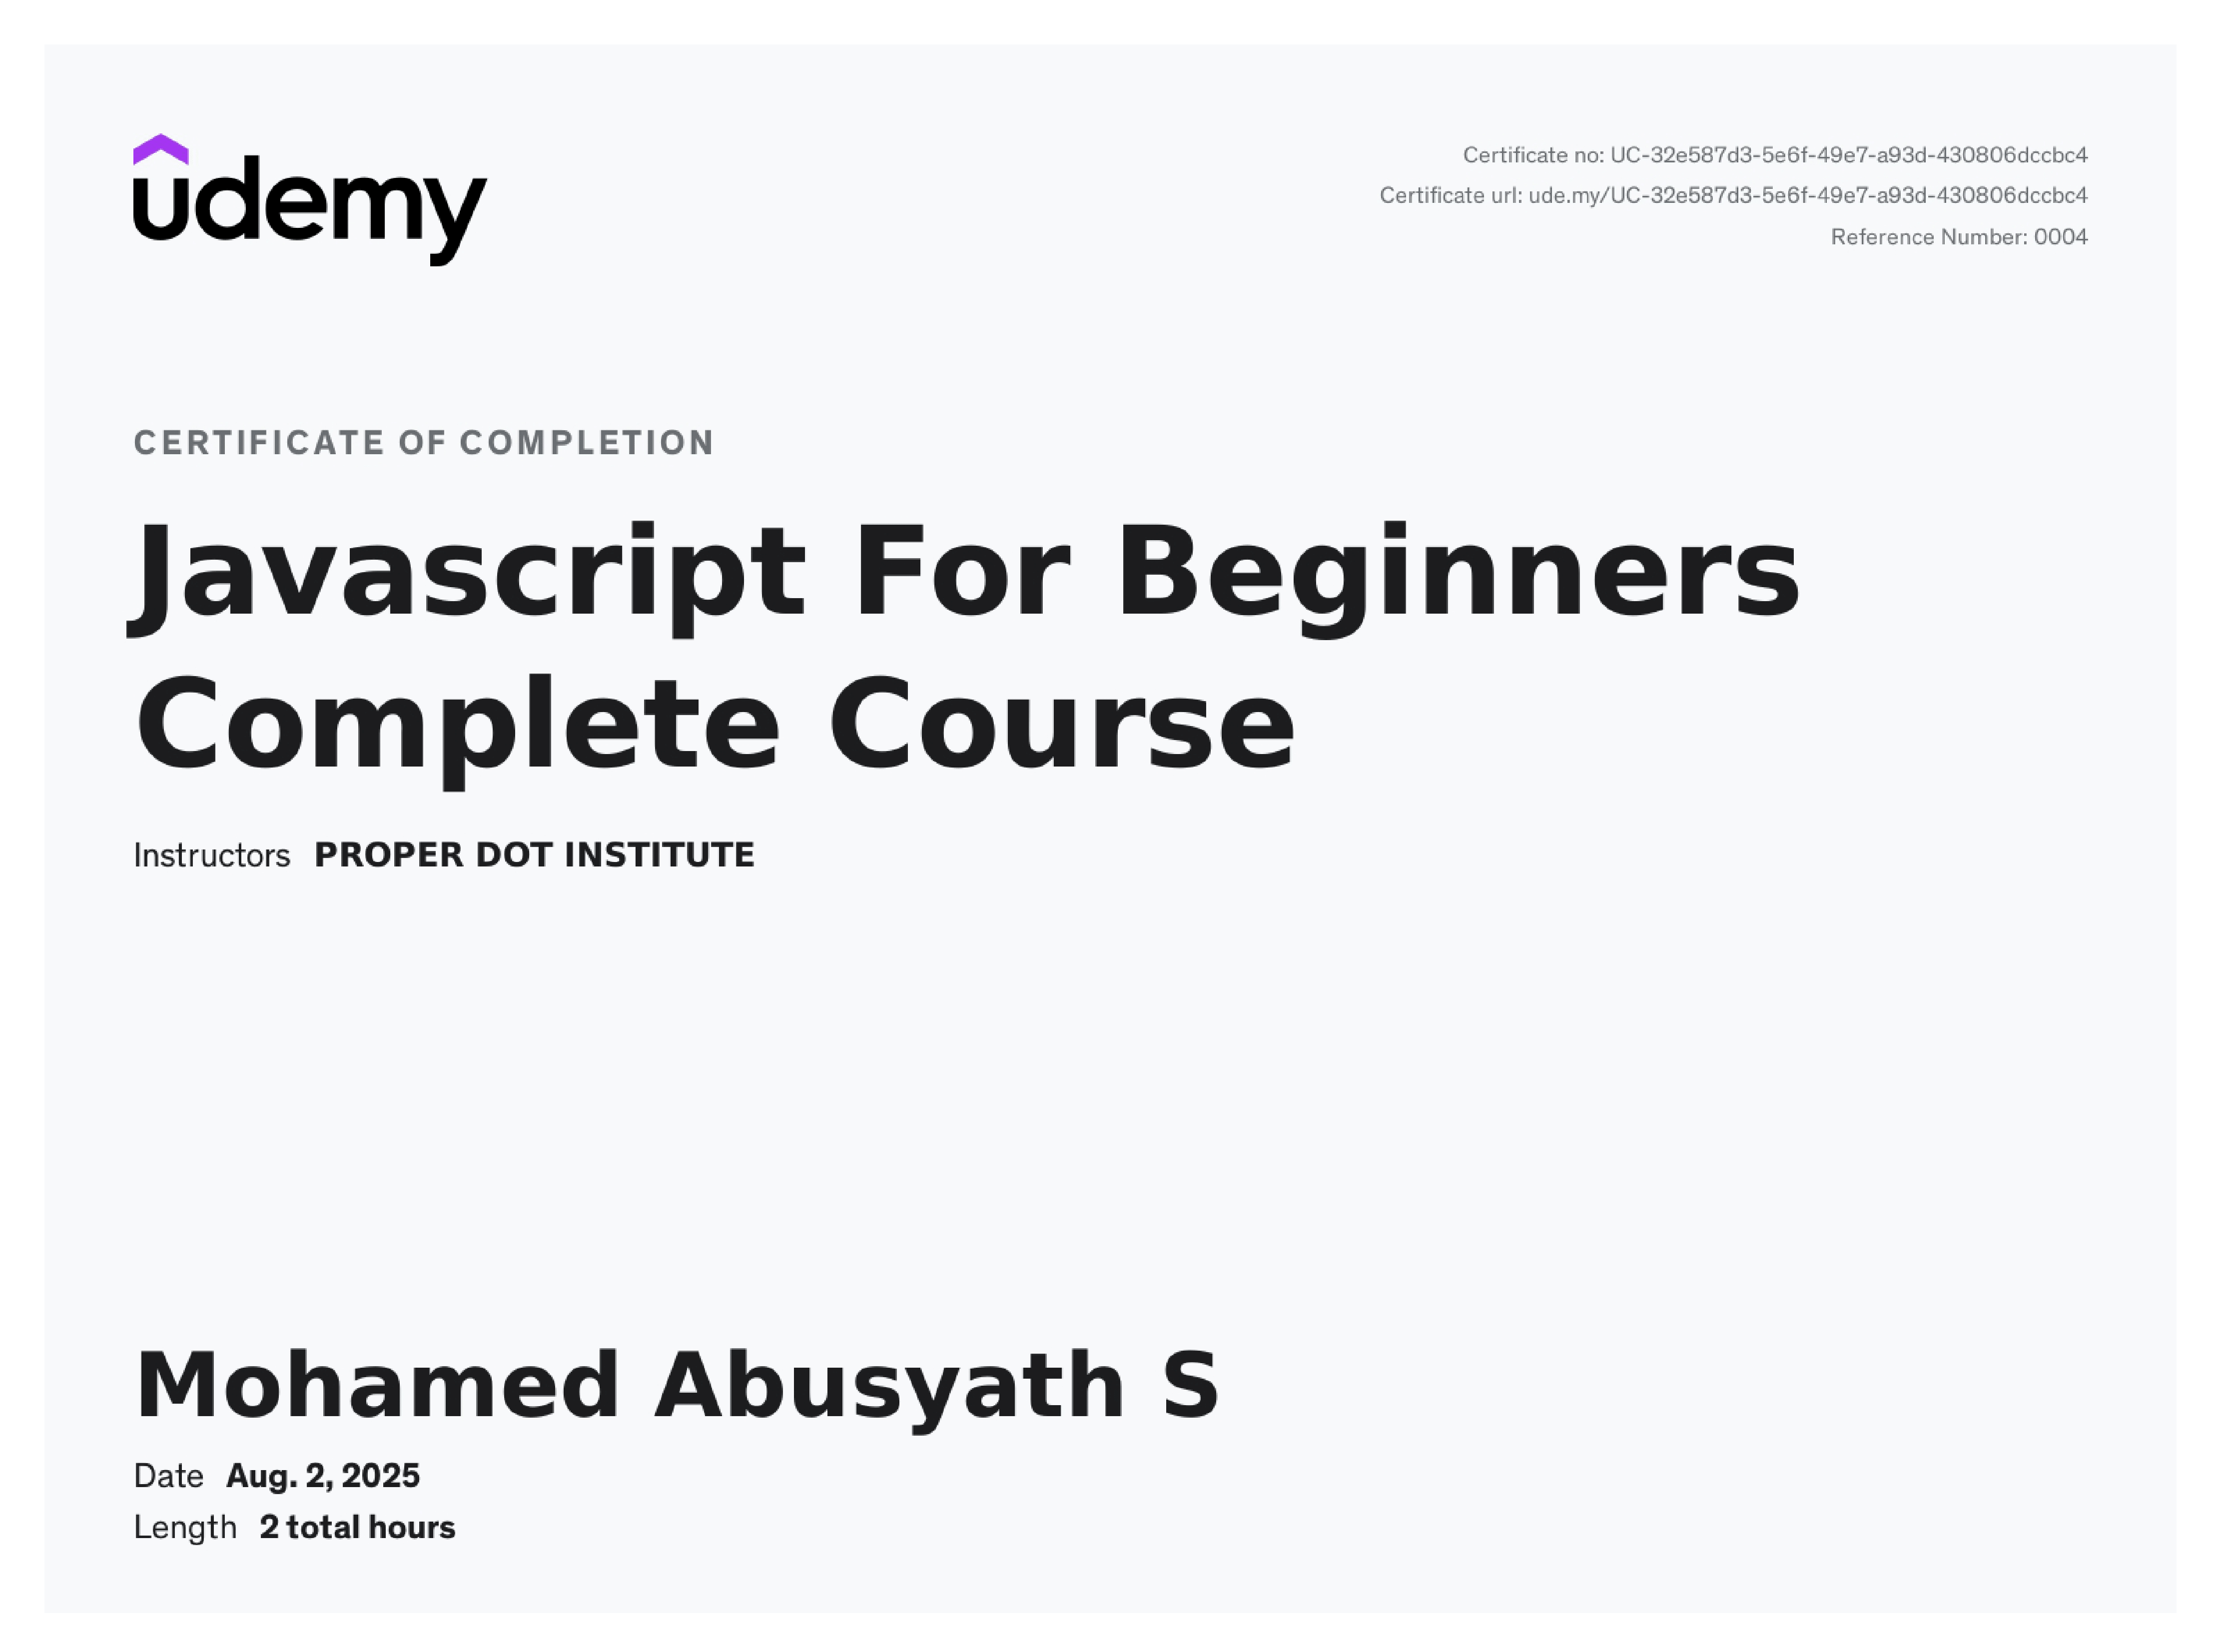 udemy
Certificate no: UC-32e587d3-5e6f-49e7-a93d-430806dccbc4
Certificate url: ude.my/UC-32e587d3-5e6f-49e7-a93d-430806dccbc4
Reference Number: 0004
CERTIFICATE OF COMPLETION
Javascript For Beginners
Complete Course
Instructors PROPER DOT INSTITUTE
Mohamed Abusyath S
Date Aug. 2, 2025
Length 2 total hours